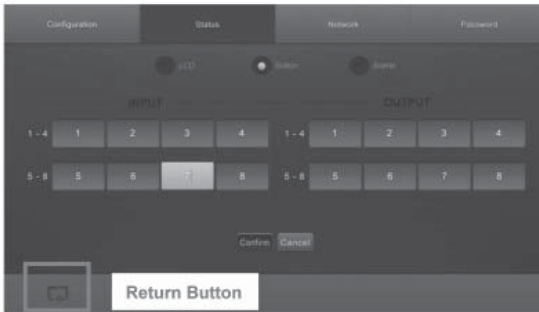 Configuration Status Network Password
LCD Button
INPUT OUTPUT
1 - 4 1 2 3 4 1 - 4 1 2 3 4
5 - 8 5 6 7 8 5 - 8 5 6 7 8
Confirm Cancel
Return Button